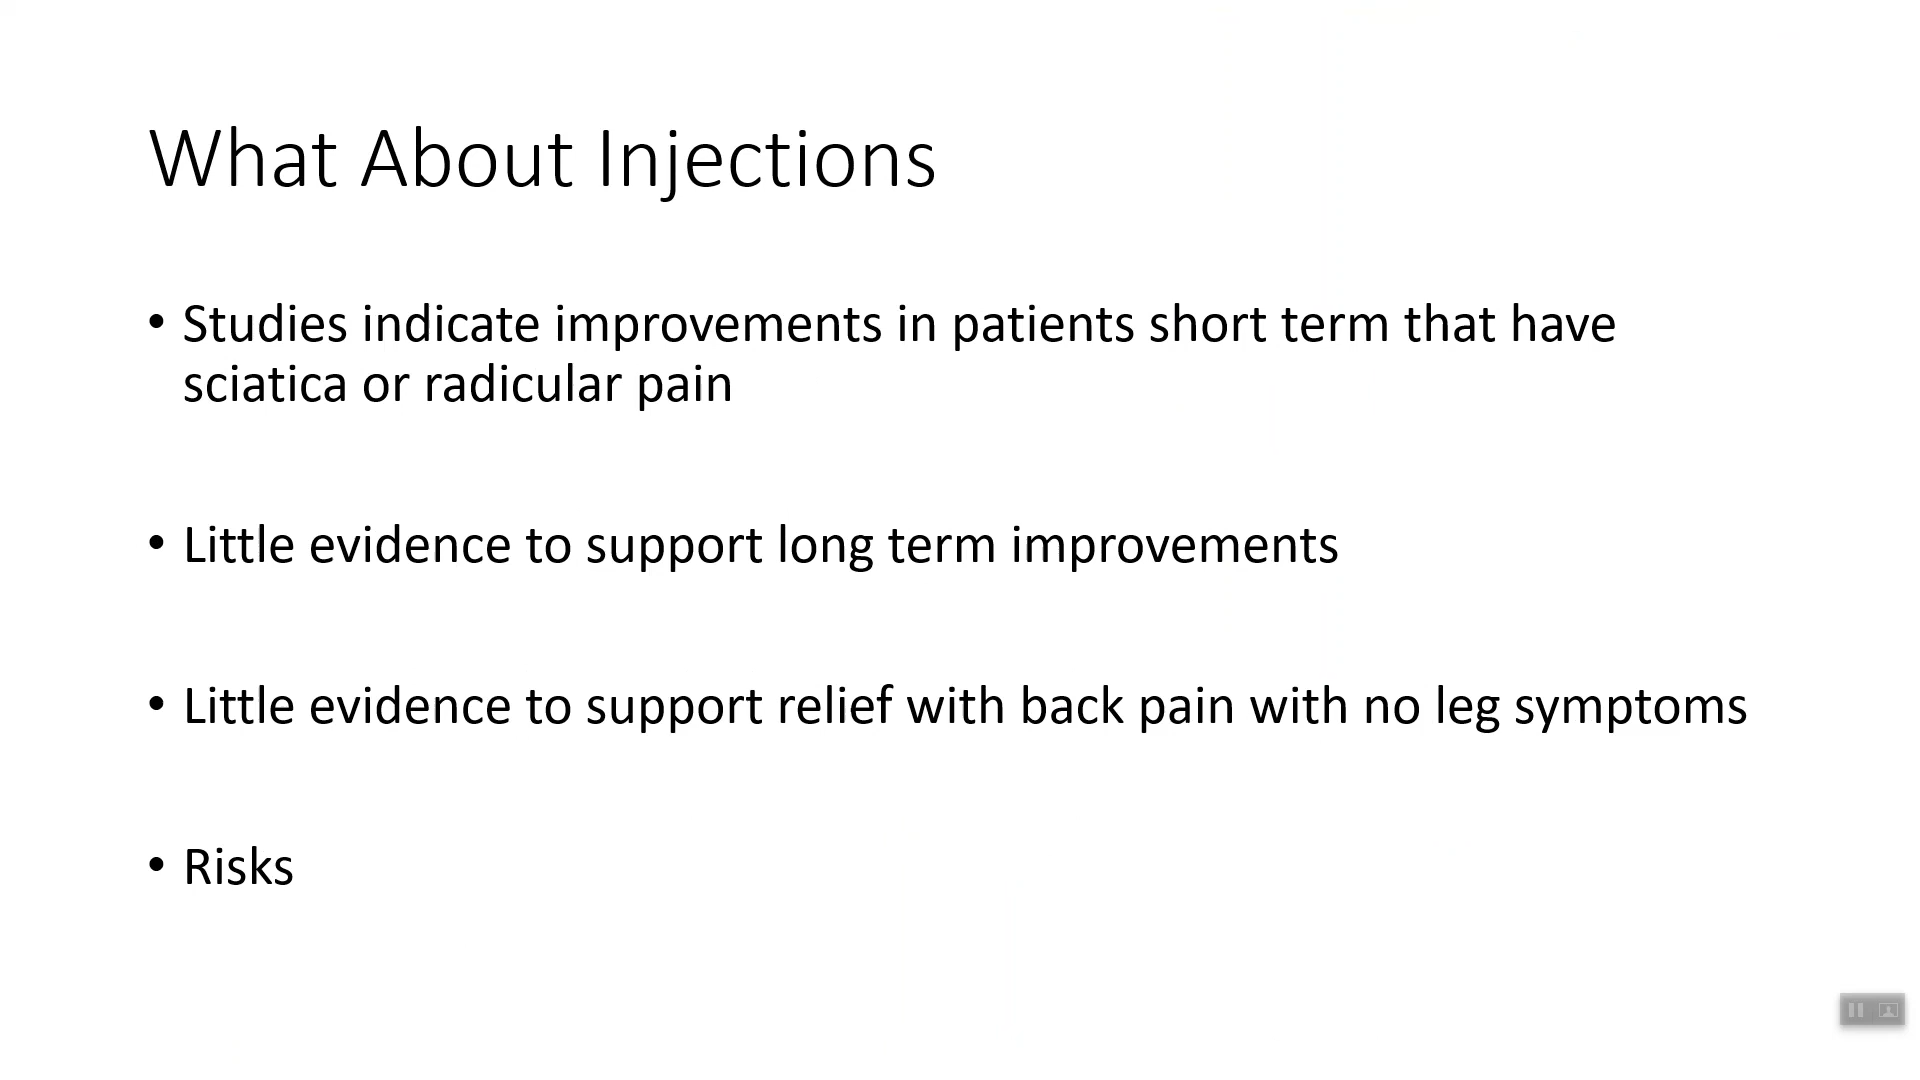 What About Injections
• Studies indicate improvements in patients short term that have
sciatica or radicular pain
• Little evidence to support long term improvements
• Little evidence to support relief with back pain with no leg symptoms
• Risks